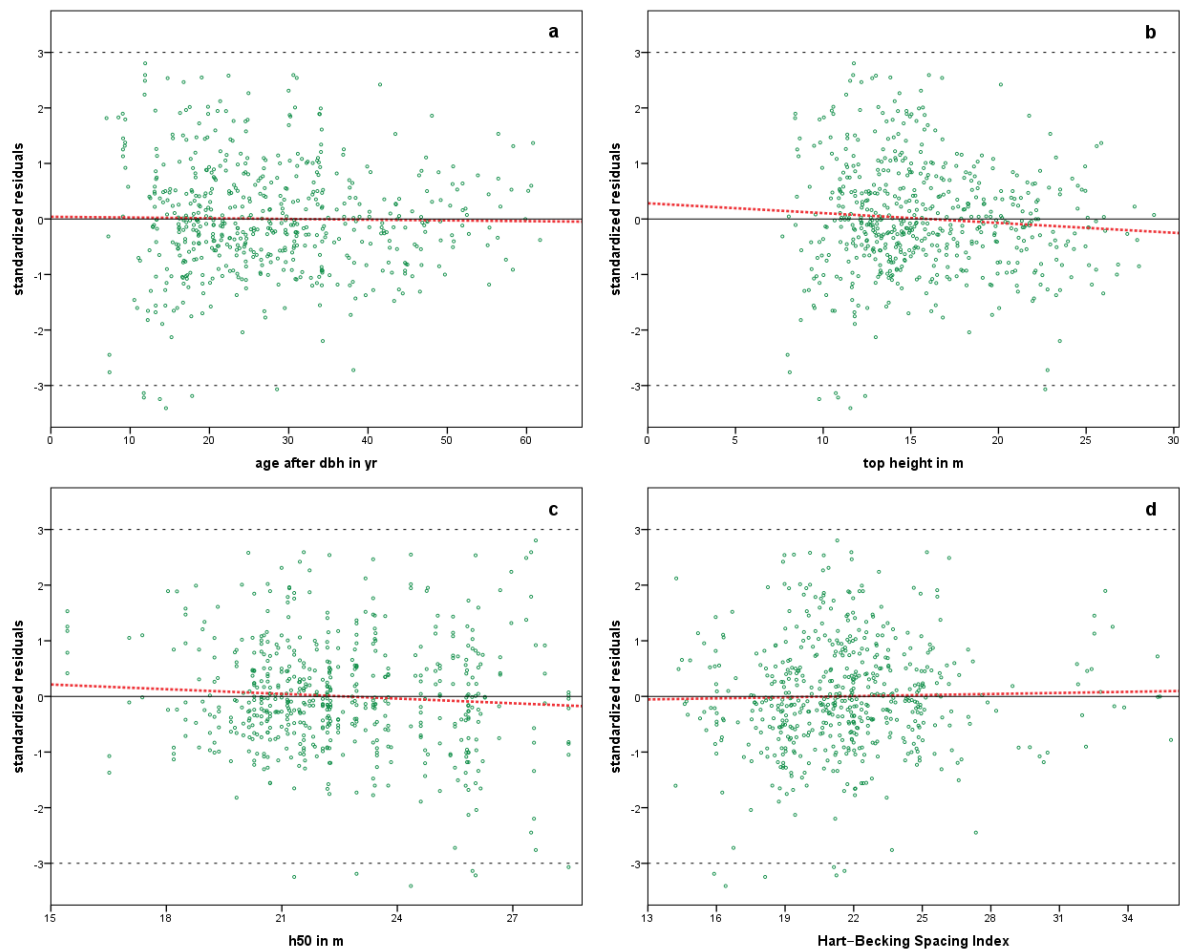 a
3
2
1
0
-1
-2
-3
standardized residuals
0 10 20 30 40 50 60
age after dbh in yr
b
3
2
1
0
-1
-2
-3
standardized residuals
0 5 10 15 20 25 30
top height in m
c
3
2
1
0
-1
-2
-3
standardized residuals
15 18 21 24 27
h50 in m
d
3
2
1
0
-1
-2
-3
standardized residuals
13 16 19 22 25 28 31 34
Hart−Becking Spacing Index